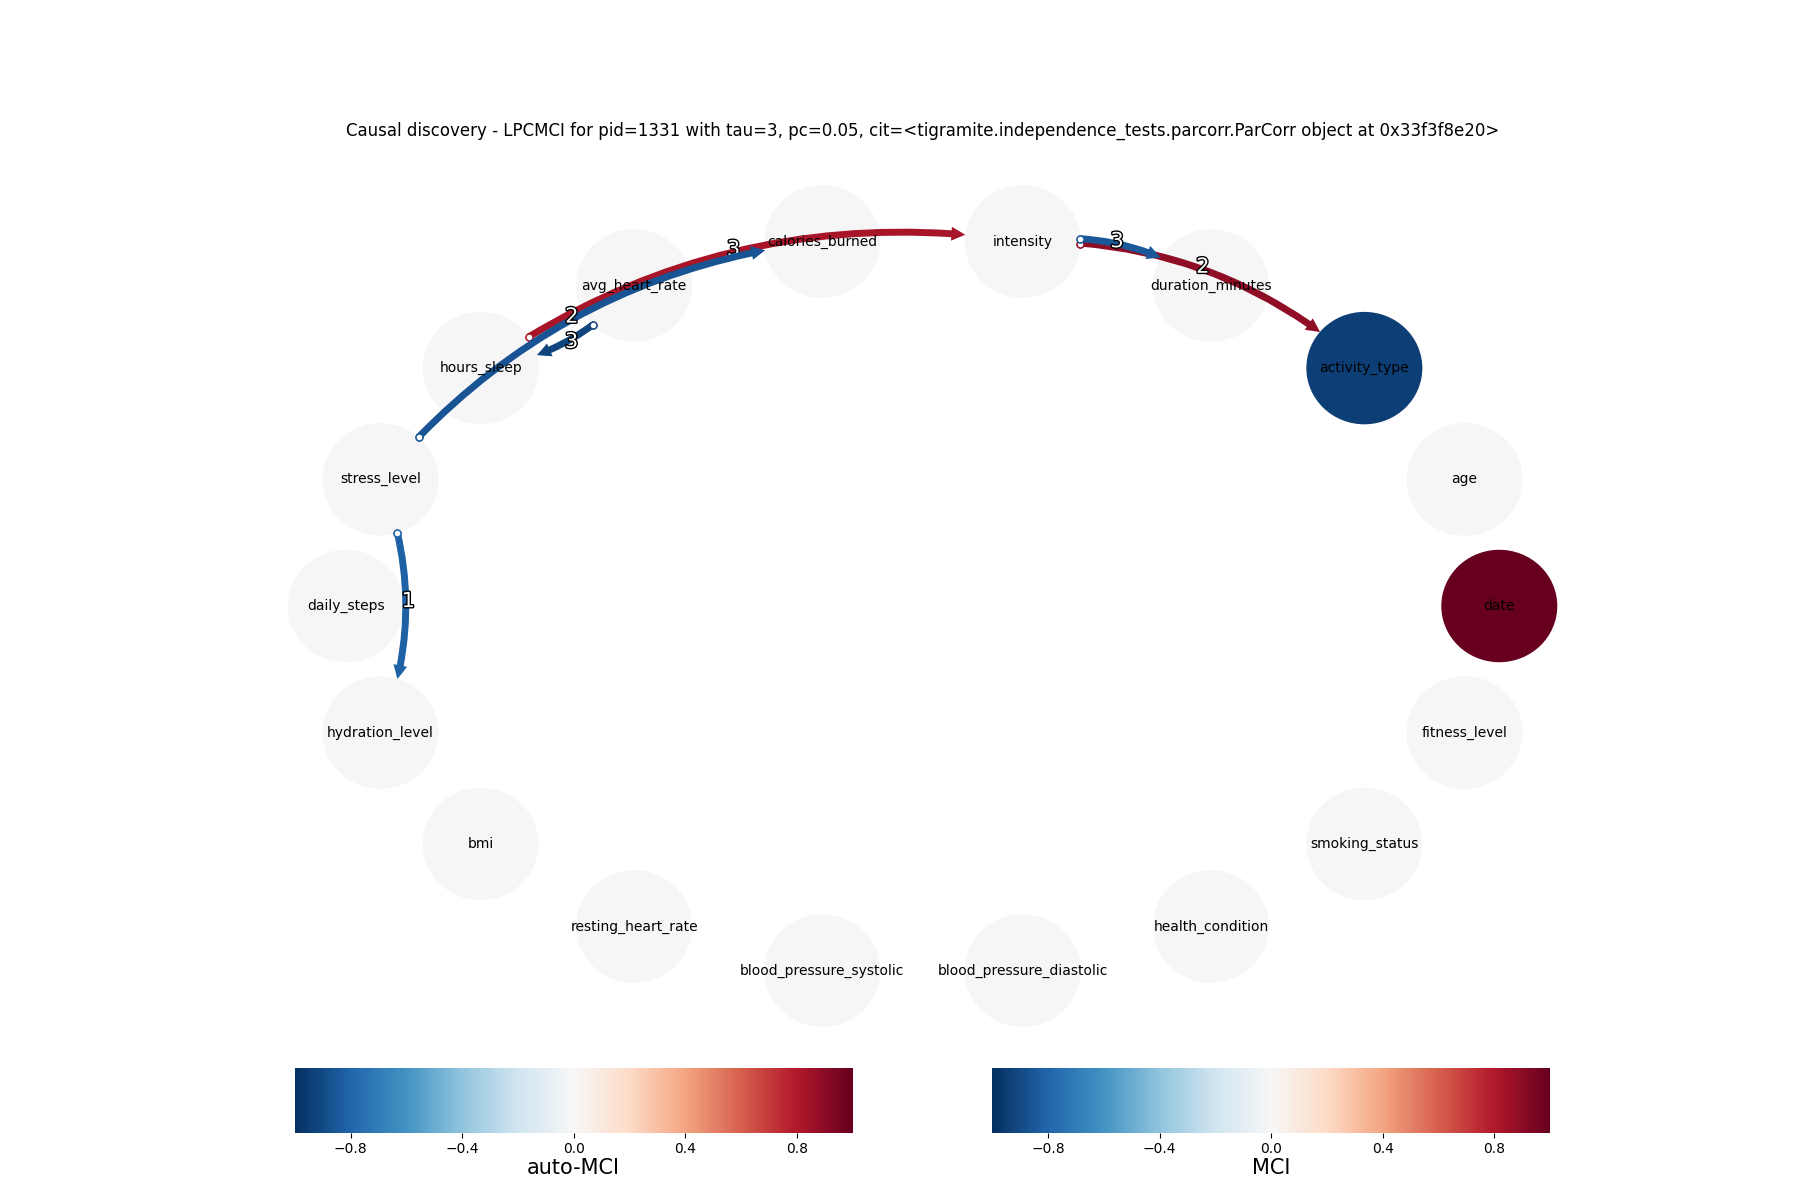 Causal discovery - LPCMCI for pid=1331 with tau=3, pc=0.05, cit=<tigramite.independence_tests.parcorr.ParCorr object at 0x33f3f8e20>
calories_burned
intensity
3
3
2
avg_heart_rate
duration_minutes
2
3
hours_sleep
activity_type
stress_level
age
1
daily_steps
date
hydration_level
fitness_level
bmi
smoking_status
resting_heart_rate
health_condition
blood_pressure_systolic
blood_pressure_diastolic
−0.8 −0.4 0.0 0.4 0.8
auto-MCI
−0.8 −0.4 0.0 0.4 0.8
MCI